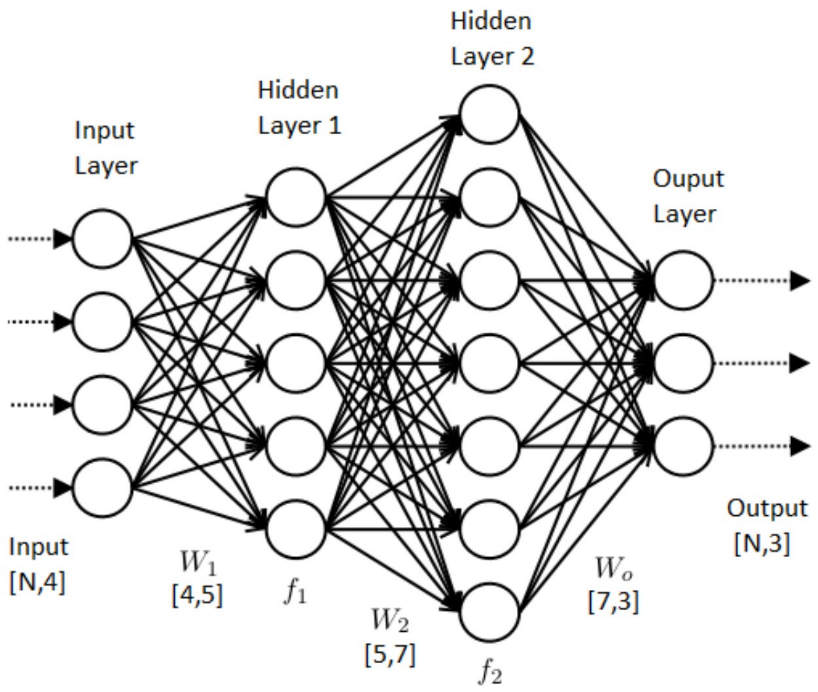 Hidden
Layer 2
Hidden
Layer 1
Input
Layer
Ouput
Layer
Input
[N,4]
W₁
[4,5]
f₁
W₂
[5,7]
f₂
Wₒ
[7,3]
Output
[N,3]